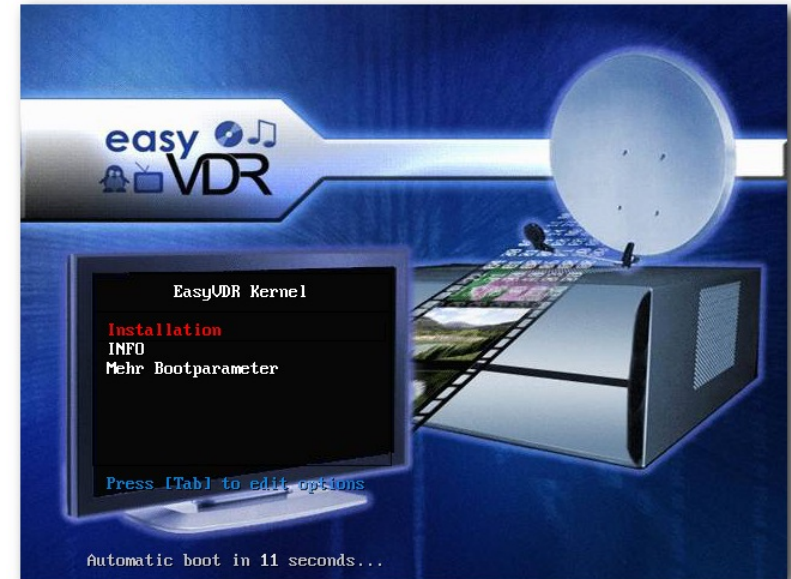 easy
VDR
EasyVDR Kernel
Installation
INFO
Mehr Bootparameter
Press [Tab] to edit options
Automatic boot in 11 seconds...